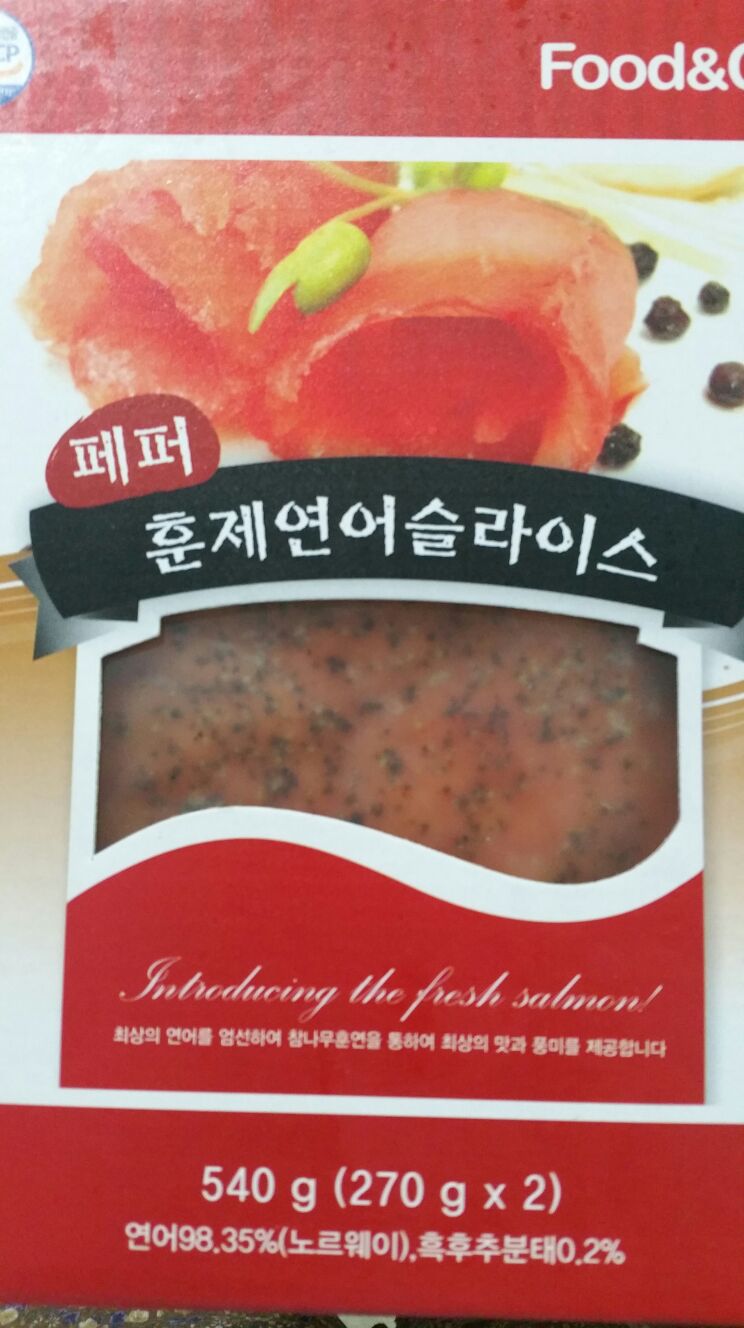 CP
Food&
페퍼
훈제연어슬라이스
Introducing the fresh salmon!
최상의 연어를 엄선하여 참나무훈연을 통하여 최상의 맛과 풍미를 제공합니다
540 g (270 g x 2)
연어98.35%(노르웨이),흑후추분태0.2%